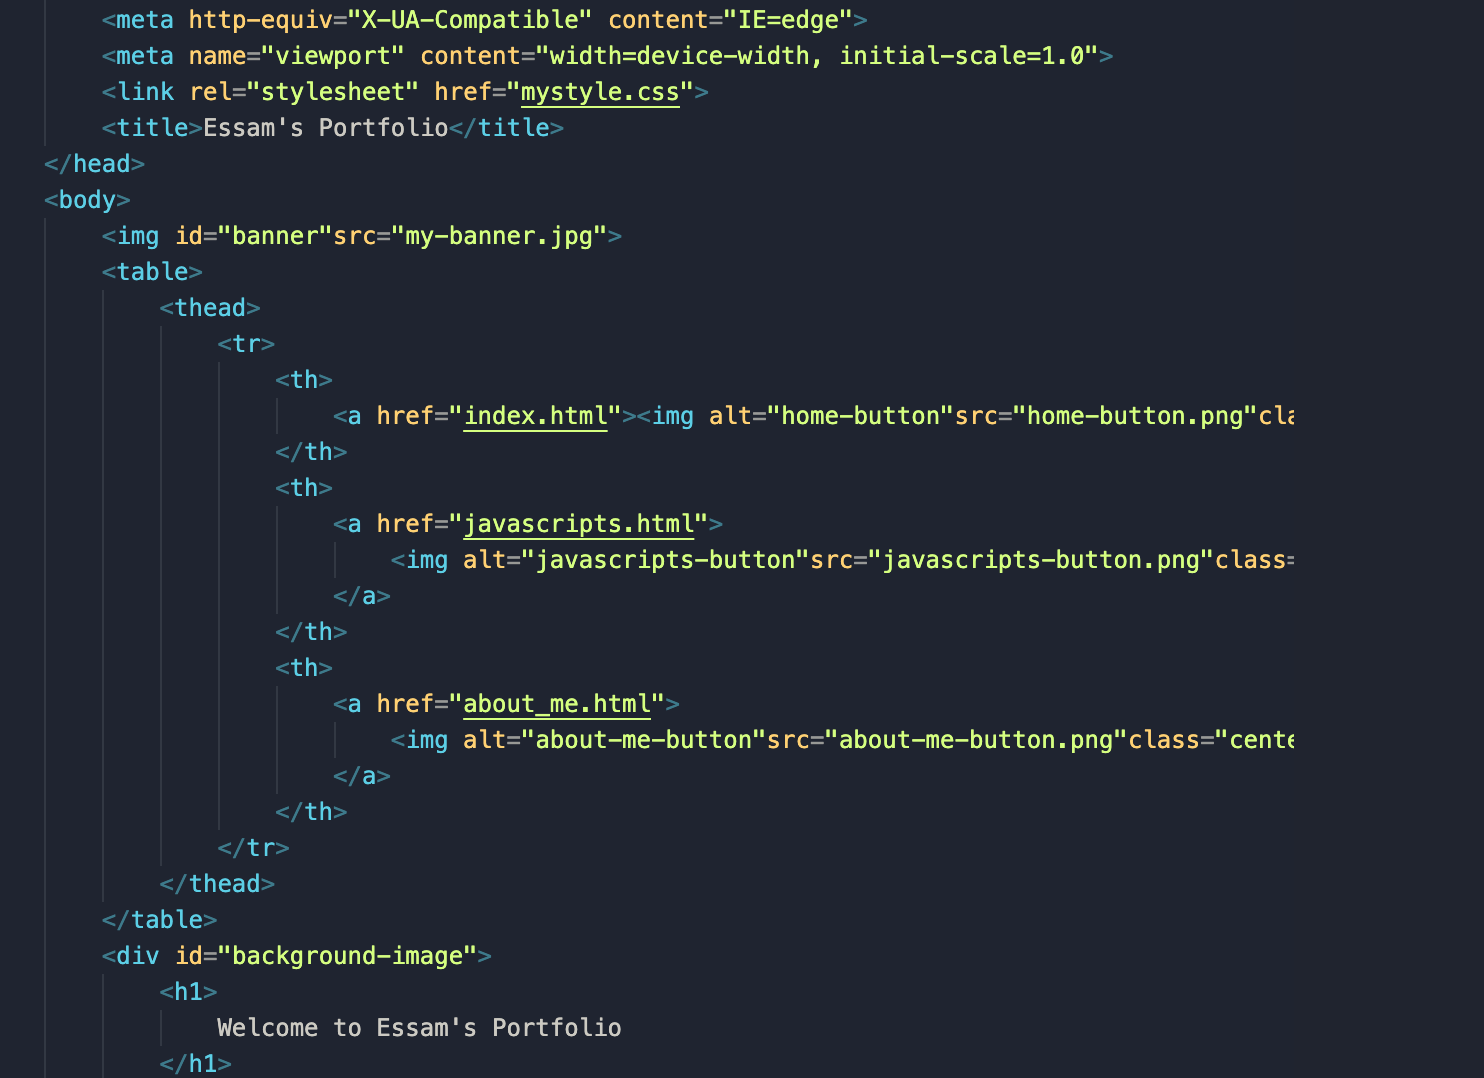 <meta http-equiv="X-UA-Compatible" content="IE=edge">
<meta name="viewport" content="width=device-width, initial-scale=1.0">
<link rel="stylesheet" href="mystyle.css">
<title>Essam's Portfolio</title>
</head>
<body>
<img id="banner"src="my-banner.jpg">
<table>
<thead>
<tr>
<th>
<a href="index.html"><img alt="home-button"src="home-button.png"cla
</th>
<th>
<a href="javascripts.html">
<img alt="javascripts-button"src="javascripts-button.png"class=
</a>
</th>
<th>
<a href="about_me.html">
<img alt="about-me-button"src="about-me-button.png"class="cente
</a>
</th>
</tr>
</thead>
</table>
<div id="background-image">
<h1>
Welcome to Essam's Portfolio
</h1>